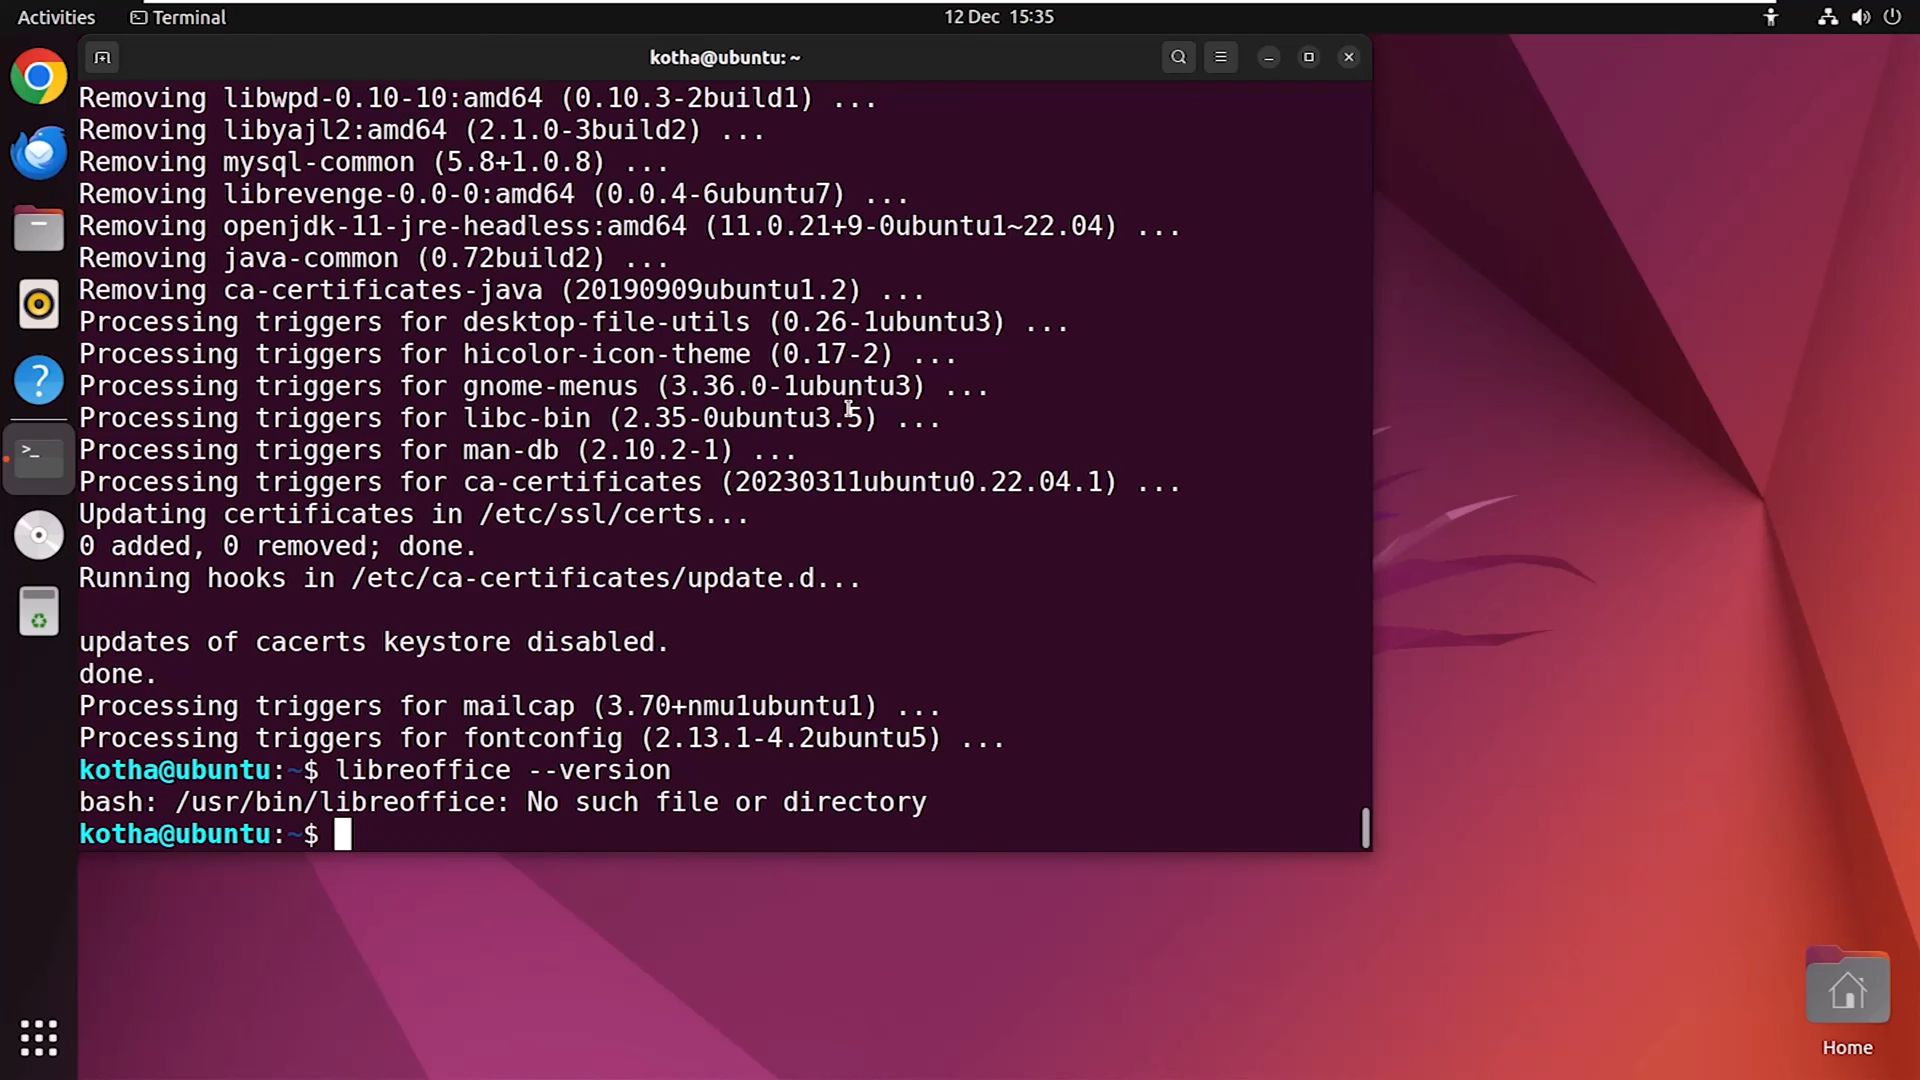 Activities Terminal 12 Dec 15:35
kotha@ubuntu: ~
Removing libwpd-0.10-10:amd64 (0.10.3-2build1) ...
Removing libyajl2:amd64 (2.1.0-3build2) ...
Removing mysql-common (5.8+1.0.8) ...
Removing librevenge-0.0-0:amd64 (0.0.4-6ubuntu7) ...
Removing openjdk-11-jre-headless:amd64 (11.0.21+9-0ubuntu1~22.04) ...
Removing java-common (0.72build2) ...
Removing ca-certificates-java (20190909ubuntu1.2) ...
Processing triggers for desktop-file-utils (0.26-1ubuntu3) ...
Processing triggers for hicolor-icon-theme (0.17-2) ...
Processing triggers for gnome-menus (3.36.0-1ubuntu3) ...
Processing triggers for libc-bin (2.35-0ubuntu3.5) ...
Processing triggers for man-db (2.10.2-1) ...
Processing triggers for ca-certificates (20230311ubuntu0.22.04.1) ...
Updating certificates in /etc/ssl/certs...
0 added, 0 removed; done.
Running hooks in /etc/ca-certificates/update.d...
updates of cacerts keystore disabled.
done.
Processing triggers for mailcap (3.70+nmu1ubuntu1) ...
Processing triggers for fontconfig (2.13.1-4.2ubuntu5) ...
kotha@ubuntu:~$ libreoffice --version
bash: /usr/bin/libreoffice: No such file or directory
kotha@ubuntu:~$
Home